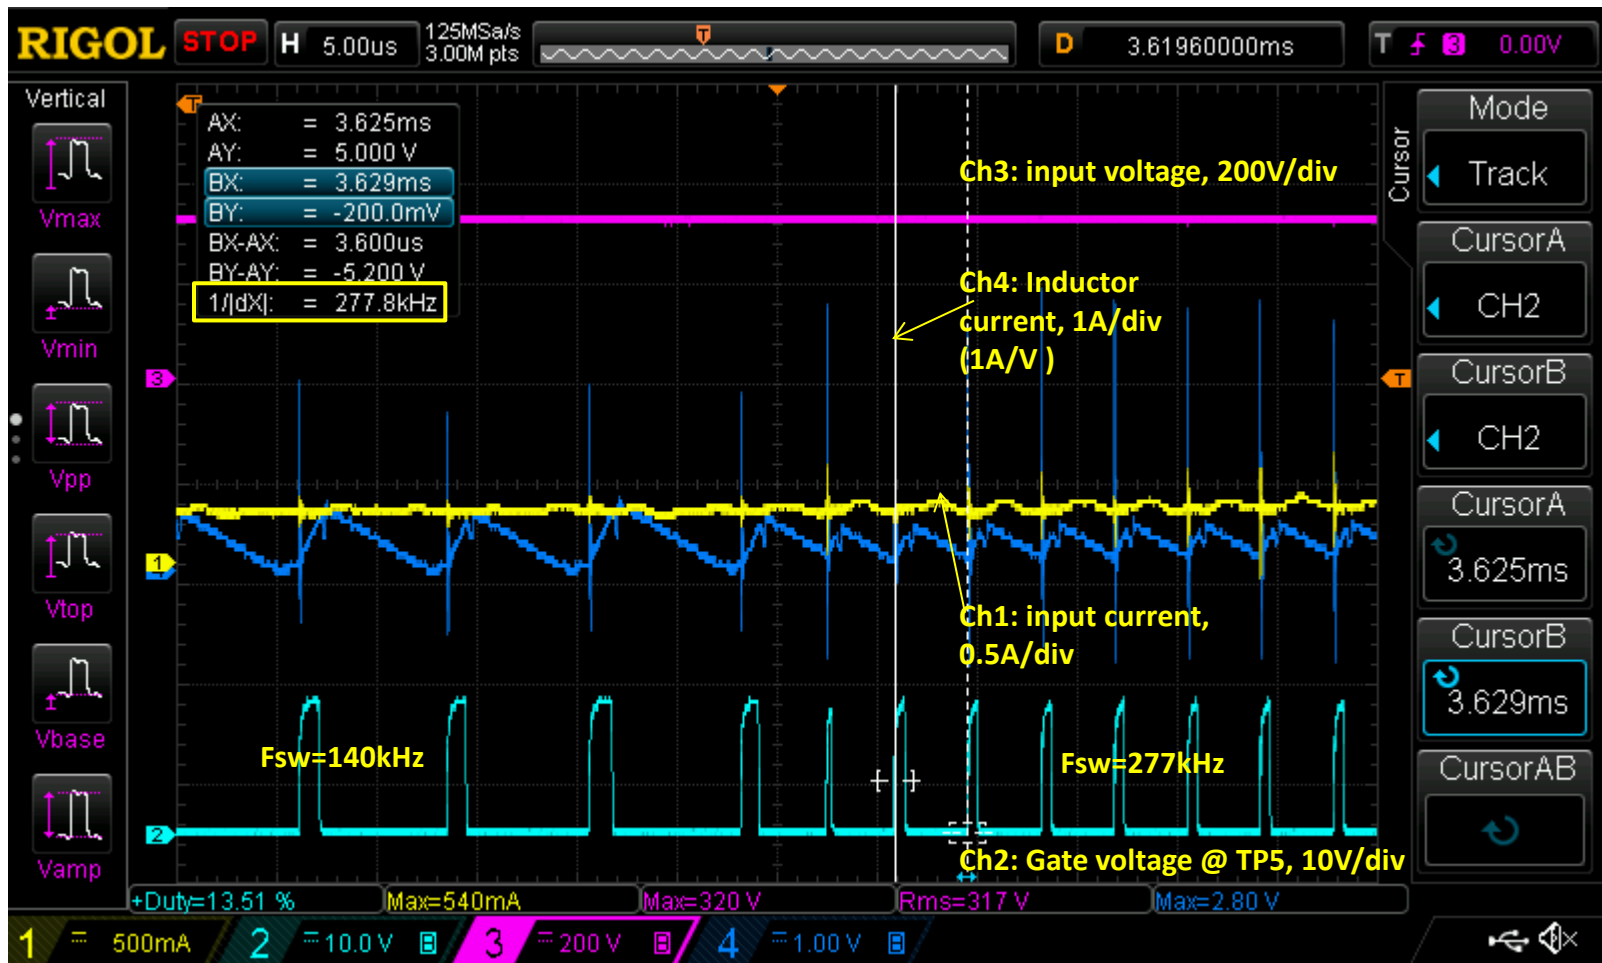 RIGOL STOP H 5.00us 125MSa/s T D 3.61960000ms T 3 0.00V
3.00M pts
Vertical
Vmax
Vmin
Vpp
Vtop
Vbase
Vamp
T
AX: = 3.625ms
AY: = 5.000 V
BX: = 3.629ms
BY: = -200.0mV
BX-AX: = 3.600us
BY-AY: = -5.200 V
1/|dX|: = 277.8kHz
Ch3: input voltage, 200V/div
Ch4: Inductor
current, 1A/div
(1A/V )
3
T
1
Ch1: input current,
0.5A/div
Fsw=140kHz
Fsw=277kHz
2
Ch2: Gate voltage @ TP5, 10V/div
Cursor
Mode
Track
CursorA
CH2
CursorB
CH2
CursorA
3.625ms
CursorB
3.629ms
CursorAB
+Duty=13.51 % Max=540mA Max=320 V Rms=317 V Max=2.80 V
1 = 500mA 2 = 10.0 V B 3 = 200 V B 4 = 1.00 V B